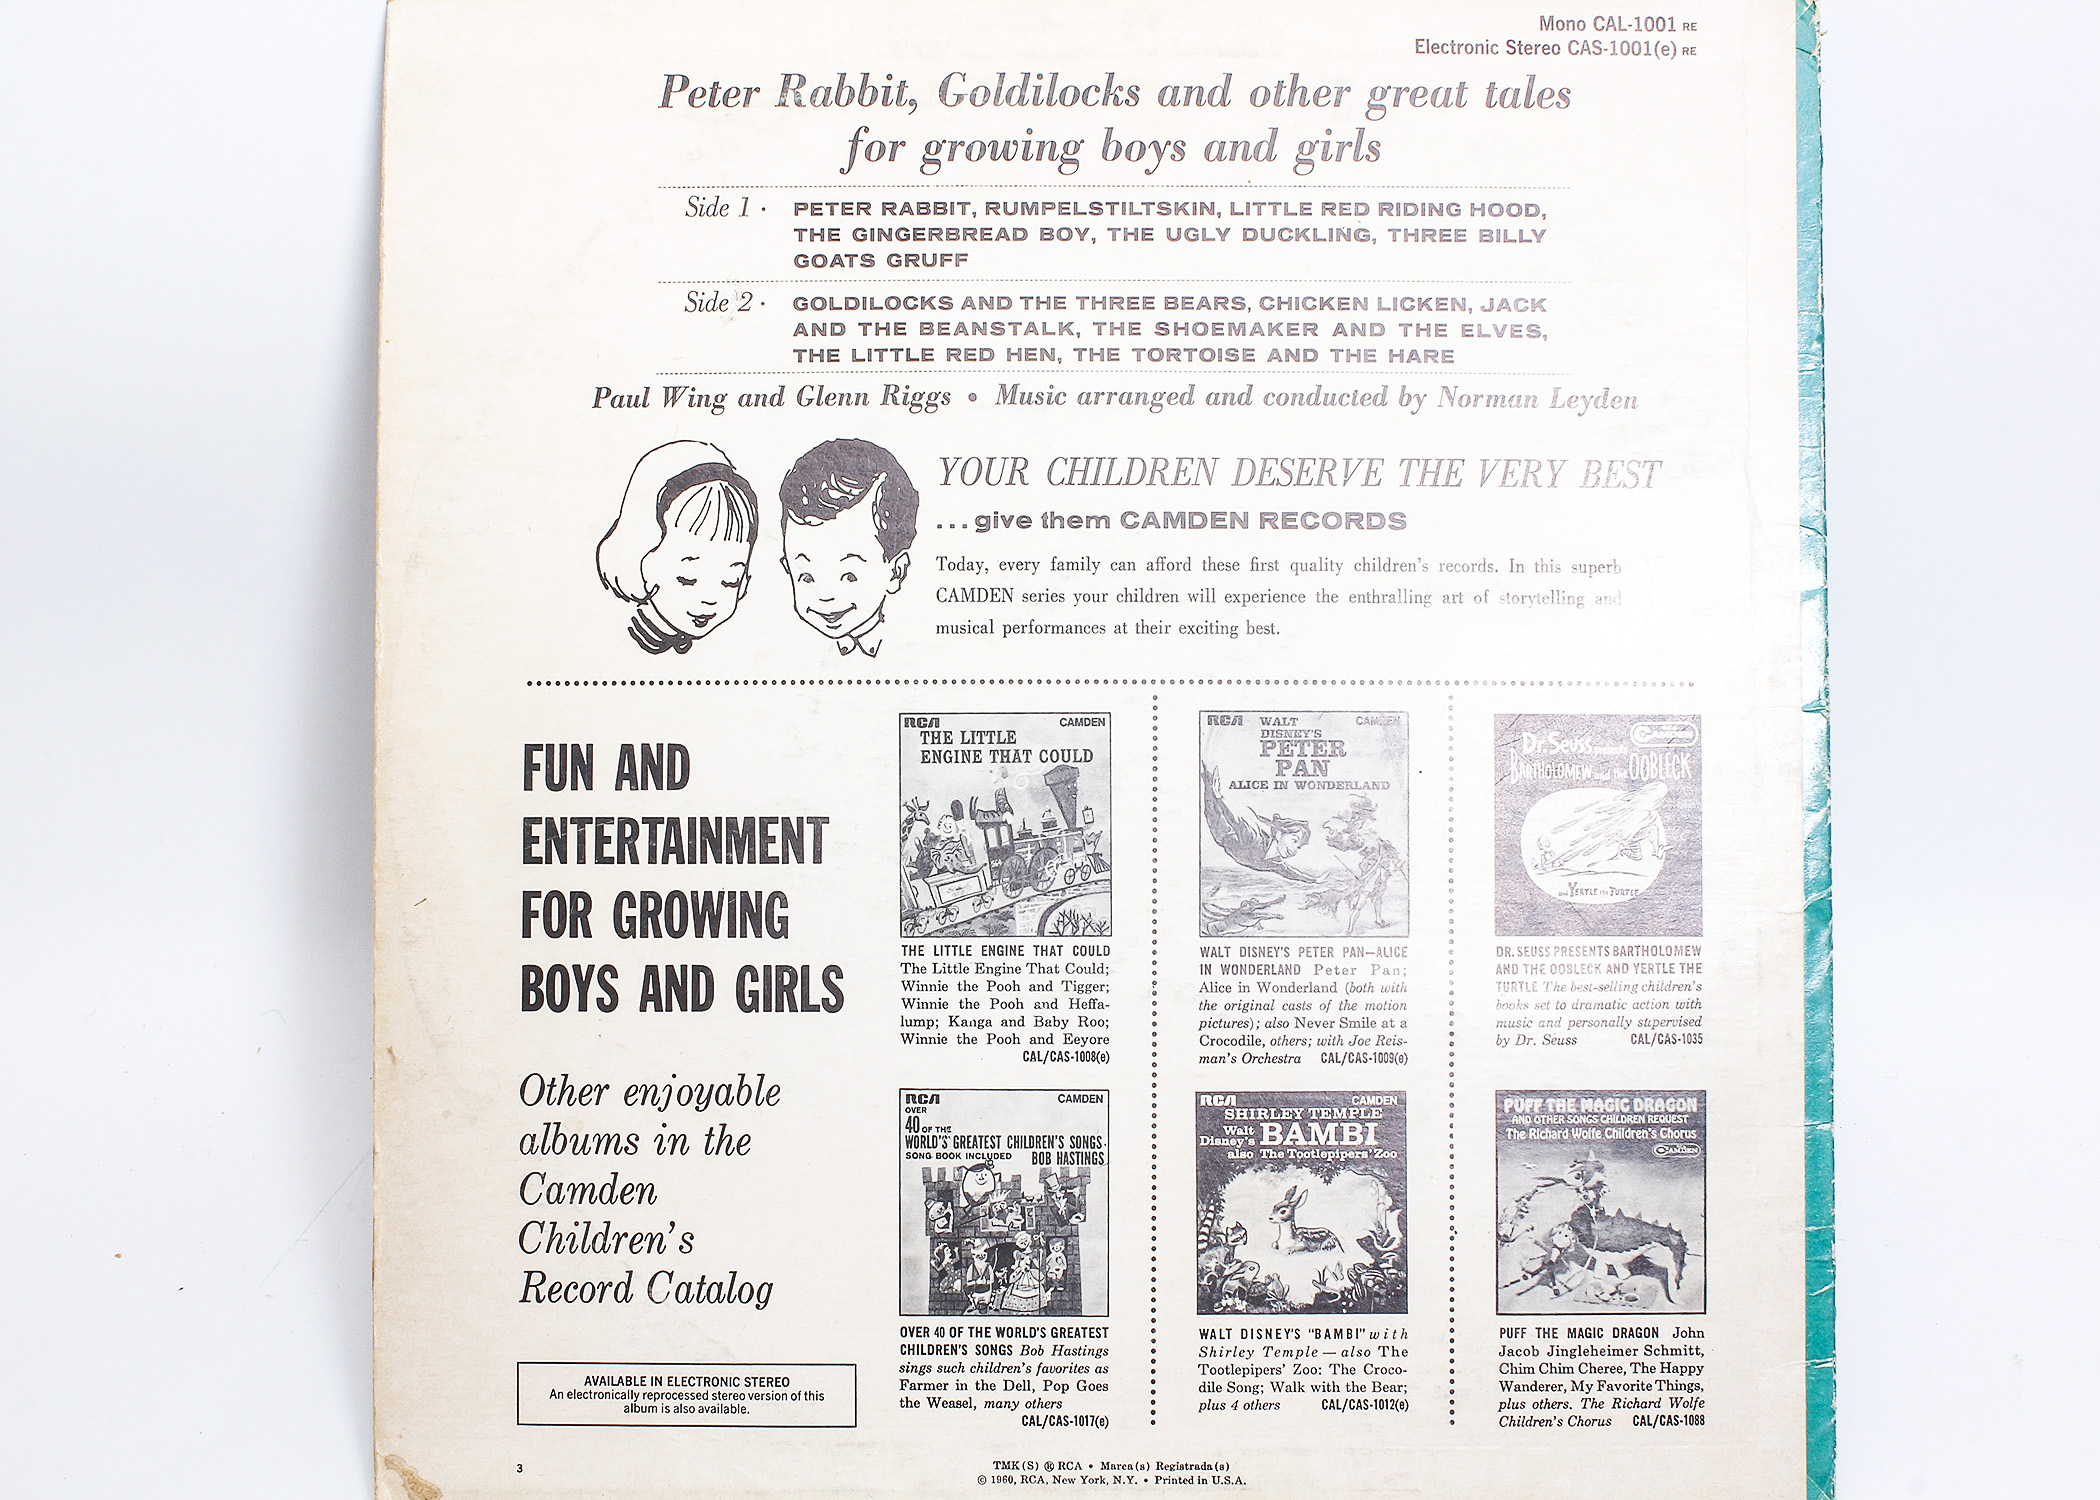 Mono CAL-1001 RE
Electronic Stereo CAS-1001(e) RE
Peter Rabbit, Goldilocks and other great tales
for growing boys and girls
Side 1 · PETER RABBIT, RUMPELSTILTSKIN, LITTLE RED RIDING HOOD,
THE GINGERBREAD BOY, THE UGLY DUCKLING, THREE BILLY
GOATS GRUFF
Side 2 · GOLDILOCKS AND THE THREE BEARS, CHICKEN LICKEN, JACK
AND THE BEANSTALK, THE SHOEMAKER AND THE ELVES,
THE LITTLE RED HEN, THE TORTOISE AND THE HARE
Paul Wing and Glenn Riggs • Music arranged and conducted by Norman Leyden
YOUR CHILDREN DESERVE THE VERY BEST
...give them CAMDEN RECORDS
Today, every family can afford these first quality children's records. In this superb
CAMDEN series your children will experience the enthralling art of storytelling and
musical performances at their exciting best.
FUN AND
ENTERTAINMENT
FOR GROWING
BOYS AND GIRLS
Other enjoyable
albums in the
Camden
Children's
Record Catalog
AVAILABLE IN ELECTRONIC STEREO
An electronically reprocessed stereo version of this
album is also available.
RCA CAMDEN
THE LITTLE
ENGINE THAT COULD
THE LITTLE ENGINE THAT COULD
The Little Engine That Could;
Winnie the Pooh and Tigger;
Winnie the Pooh and Heffa-
lump; Kanga and Baby Roo;
Winnie the Pooh and Eeyore
CAL/CAS-1008(e)
RCA WALT CAMDEN
DISNEY'S
PETER
PAN
ALICE IN WONDERLAND
WALT DISNEY'S PETER PAN—ALICE
IN WONDERLAND Peter Pan;
Alice in Wonderland (both with
the original casts of the motion
pictures); also Never Smile at a
Crocodile, others; with Joe Reis-
man's Orchestra CAL/CAS-1009(e)
Dr. Seuss presents
BARTHOLOMEW and the OOBLECK
and YERTLE the TURTLE
DR. SEUSS PRESENTS BARTHOLOMEW
AND THE OOBLECK AND YERTLE THE
TURTLE The best-selling children's
books set to dramatic action with
music and personally supervised
by Dr. Seuss CAL/CAS-1035
RCA CAMDEN
OVER
40 OF THE
WORLD'S GREATEST CHILDREN'S SONGS
SONG BOOK INCLUDED BOB HASTINGS
OVER 40 OF THE WORLD'S GREATEST
CHILDREN'S SONGS Bob Hastings
sings such children's favorites as
Farmer in the Dell, Pop Goes
the Weasel, many others
CAL/CAS-1017(e)
RCA CAMDEN
SHIRLEY TEMPLE
Walt
Disney's BAMBI
also The Tootlepipers' Zoo
WALT DISNEY'S "BAMBI" with
Shirley Temple — also The
Tootlepipers' Zoo: The Croco-
dile Song; Walk with the Bear;
plus 4 others CAL/CAS-1012(e)
PUFF THE MAGIC DRAGON
AND OTHER SONGS CHILDREN REQUEST
The Richard Wolfe Children's Chorus
CAMDEN
PUFF THE MAGIC DRAGON John
Jacob Jingleheimer Schmitt,
Chim Chim Cheree, The Happy
Wanderer, My Favorite Things,
plus others. The Richard Wolfe
Children's Chorus CAL/CAS-1088
3
TMK(S) ® RCA • Marca(s) Registrada(s)
© 1960, RCA, New York, N.Y. • Printed in U.S.A.